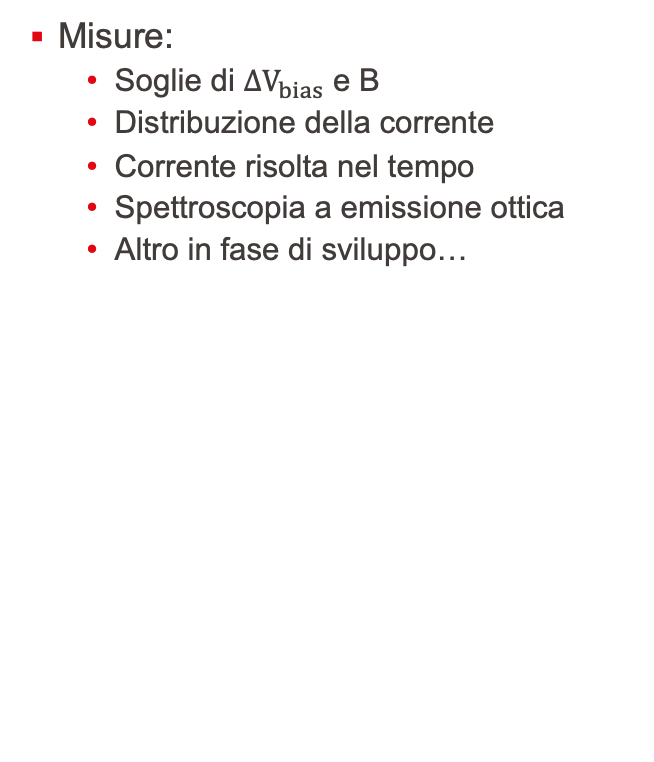 ▪ Misure:
• Soglie di ΔV_bias e B
• Distribuzione della corrente
• Corrente risolta nel tempo
• Spettroscopia a emissione ottica
• Altro in fase di sviluppo…